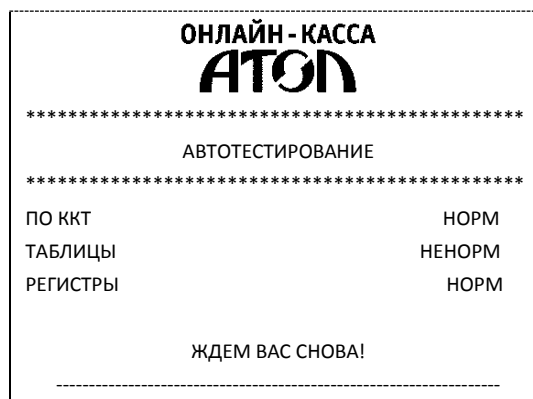 ОНЛАЙН - КАССА
АТОЛ
***********************************************
АВТОТЕСТИРОВАНИЕ
***********************************************
ПО ККТ НОРМ
ТАБЛИЦЫ НЕНОРМ
РЕГИСТРЫ НОРМ
ЖДЕМ ВАС СНОВА!
--------------------------------------------------------------------